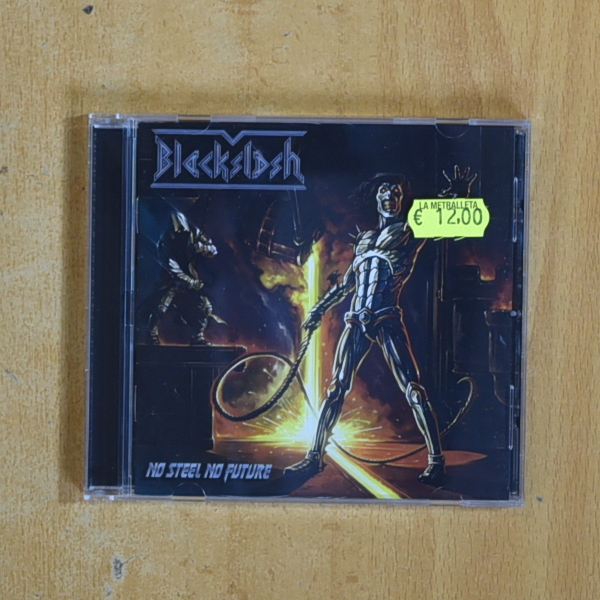 Blackslash
LA METRALLETA
€ 12.00
NO STEEL NO FUTURE